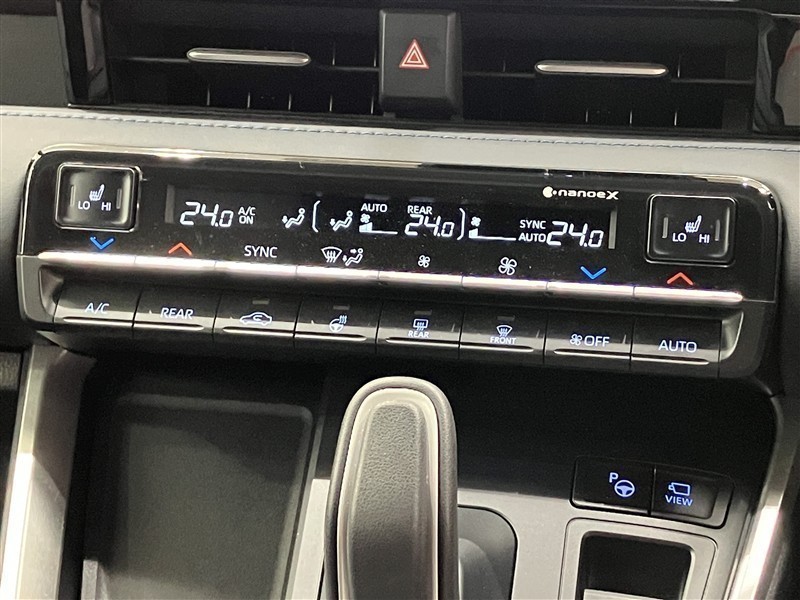 nanoeX
LO HI
24.0 A/C ON
AUTO
REAR 24.0
SYNC
AUTO 24.0
LO HI
SYNC
A/C
REAR
REAR
FRONT
OFF
AUTO
P
VIEW